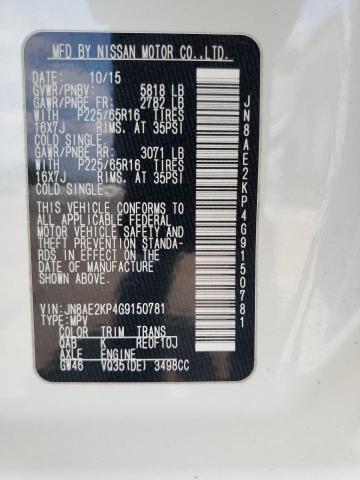 MFD BY NISSAN MOTOR CO.,LTD.
DATE: 10/15
GVWR/PNBV: 5818 LB
GAWR/PNBE FR: 2782 LB
WITH P225/65R16 TIRES
16X7J RIMS, AT 35PSI
COLD SINGLE.
GAWR/PNBE RR: 3071 LB
WITH P225/65R16 TIRES
16X7J RIMS, AT 35PSI
COLD SINGLE.
THIS VEHICLE CONFORMS TO
ALL APPLICABLE FEDERAL
MOTOR VEHICLE SAFETY AND
THEFT PREVENTION STANDA-
RDS IN EFFECT ON THE
DATE OF MANUFACTURE
SHOWN ABOVE.
VIN: JN8AE2KP4G9150781
TYPE: MPV
COLOR TRIM TRANS
QAB K REOF10J
AXLE ENGINE
GW46 VQ35(DE) 3498CC
JN8AE2KP4G9150781